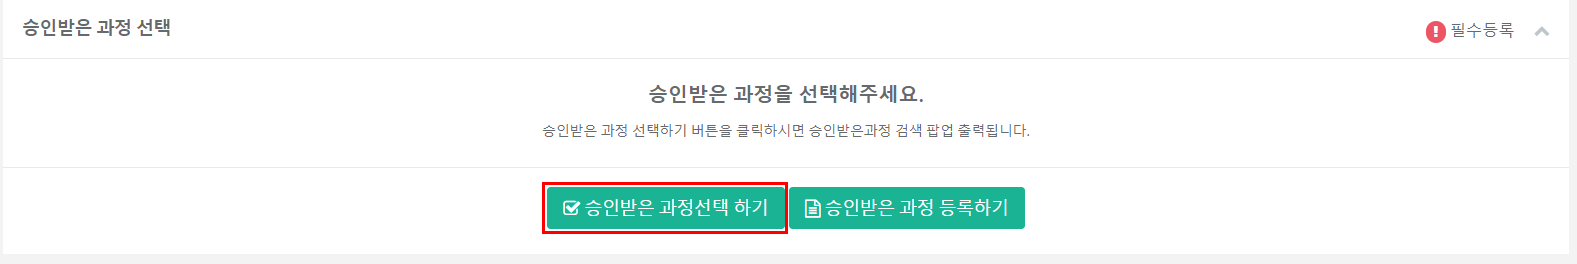 승인받은 과정 선택
필수등록
승인받은 과정을 선택해주세요.
승인받은 과정 선택하기 버튼을 클릭하시면 승인받은과정 검색 팝업 출력됩니다.
승인받은 과정선택 하기
승인받은 과정 등록하기